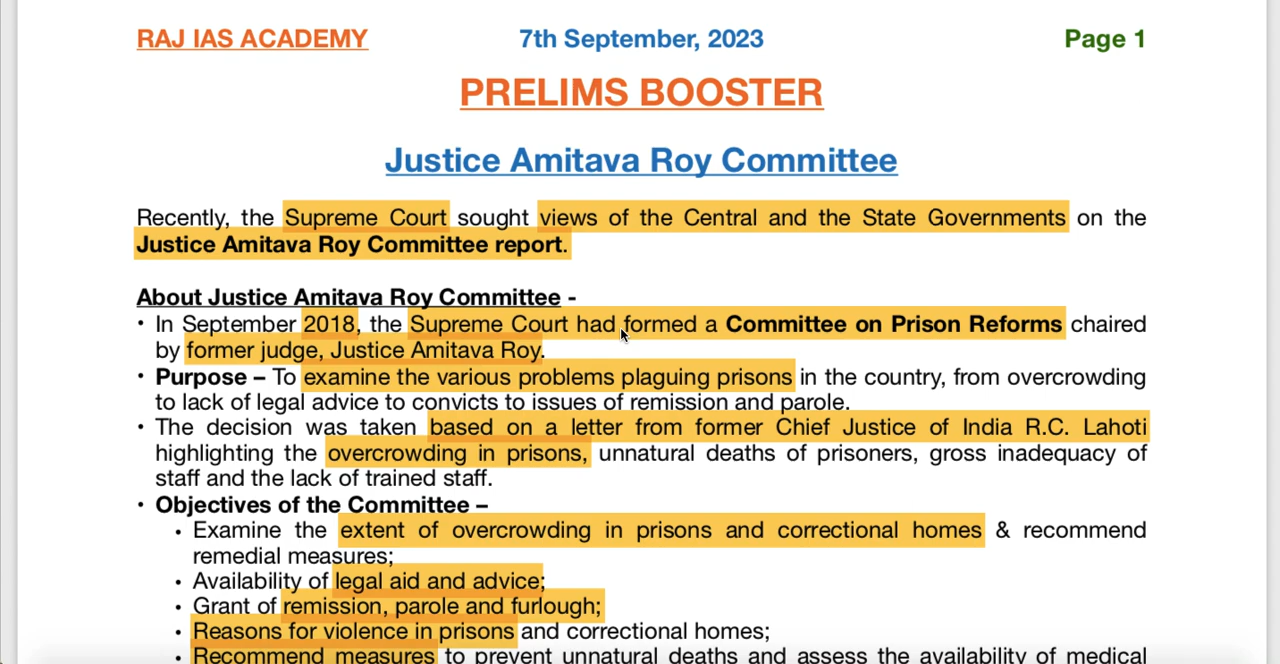 RAJ IAS ACADEMY 7th September, 2023 Page 1
PRELIMS BOOSTER
Justice Amitava Roy Committee
Recently, the Supreme Court sought views of the Central and the State Governments on the
Justice Amitava Roy Committee report.
About Justice Amitava Roy Committee -
• In September 2018, the Supreme Court had formed a Committee on Prison Reforms chaired
by former judge, Justice Amitava Roy.
• Purpose – To examine the various problems plaguing prisons in the country, from overcrowding
to lack of legal advice to convicts to issues of remission and parole.
• The decision was taken based on a letter from former Chief Justice of India R.C. Lahoti
highlighting the overcrowding in prisons, unnatural deaths of prisoners, gross inadequacy of
staff and the lack of trained staff.
• Objectives of the Committee –
• Examine the extent of overcrowding in prisons and correctional homes & recommend
remedial measures;
• Availability of legal aid and advice;
• Grant of remission, parole and furlough;
• Reasons for violence in prisons and correctional homes;
• Recommend measures to prevent unnatural deaths and assess the availability of medical